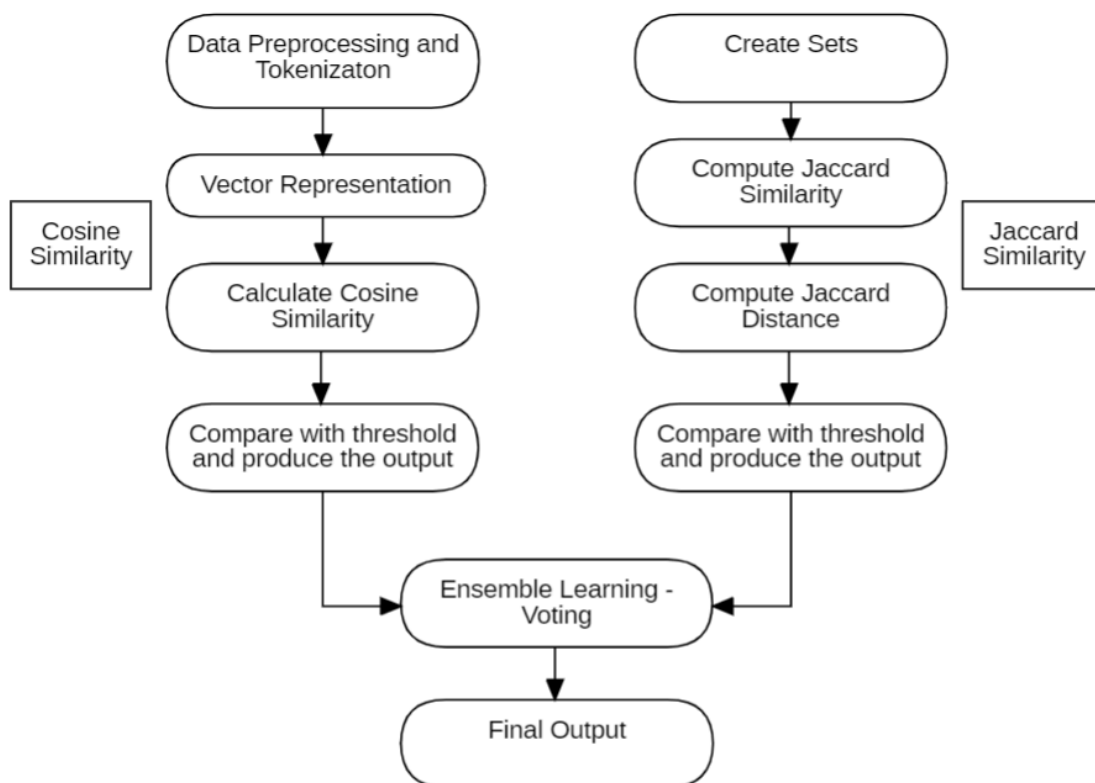 Data Preprocessing and
Tokenizaton
Vector Representation
Cosine
Similarity
Calculate Cosine
Similarity
Compare with threshold
and produce the output
Create Sets
Compute Jaccard
Similarity
Jaccard
Similarity
Compute Jaccard
Distance
Compare with threshold
and produce the output
Ensemble Learning -
Voting
Final Output